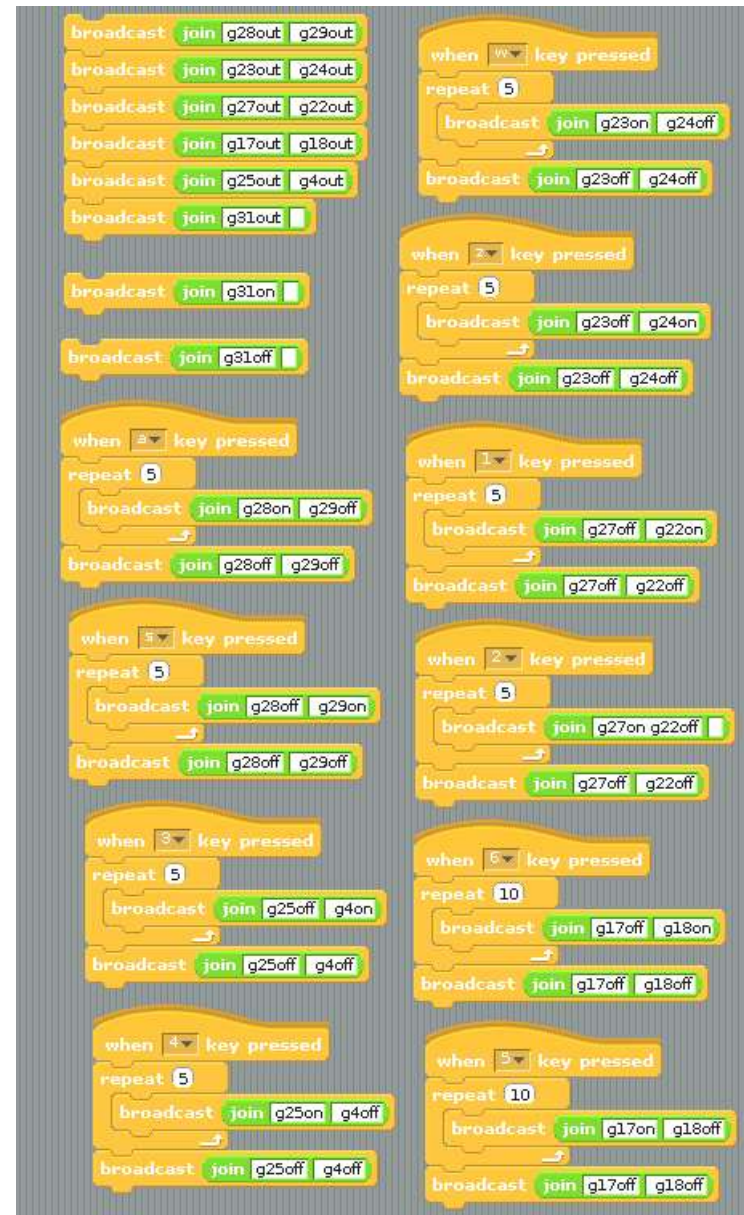 broadcast join g28out g29out
broadcast join g23out g24out
broadcast join g27out g22out
broadcast join g17out g18out
broadcast join g25out g4out
broadcast join g31out
broadcast join g31on
broadcast join g31off
when a key pressed
repeat 5
broadcast join g28on g29off
broadcast join g28off g29off
when s key pressed
repeat 5
broadcast join g28off g29on
broadcast join g28off g29off
when 3 key pressed
repeat 5
broadcast join g25off g4on
broadcast join g25off g4off
when 4 key pressed
repeat 5
broadcast join g25on g4off
broadcast join g25off g4off
when w key pressed
repeat 5
broadcast join g23on g24off
broadcast join g23off g24off
when z key pressed
repeat 5
broadcast join g23off g24on
broadcast join g23off g24off
when 1 key pressed
repeat 5
broadcast join g27off g22on
broadcast join g27off g22off
when 2 key pressed
repeat 5
broadcast join g27on g22off
broadcast join g27off g22off
when 6 key pressed
repeat 10
broadcast join g17off g18on
broadcast join g17off g18off
when 5 key pressed
repeat 10
broadcast join g17on g18off
broadcast join g17off g18off